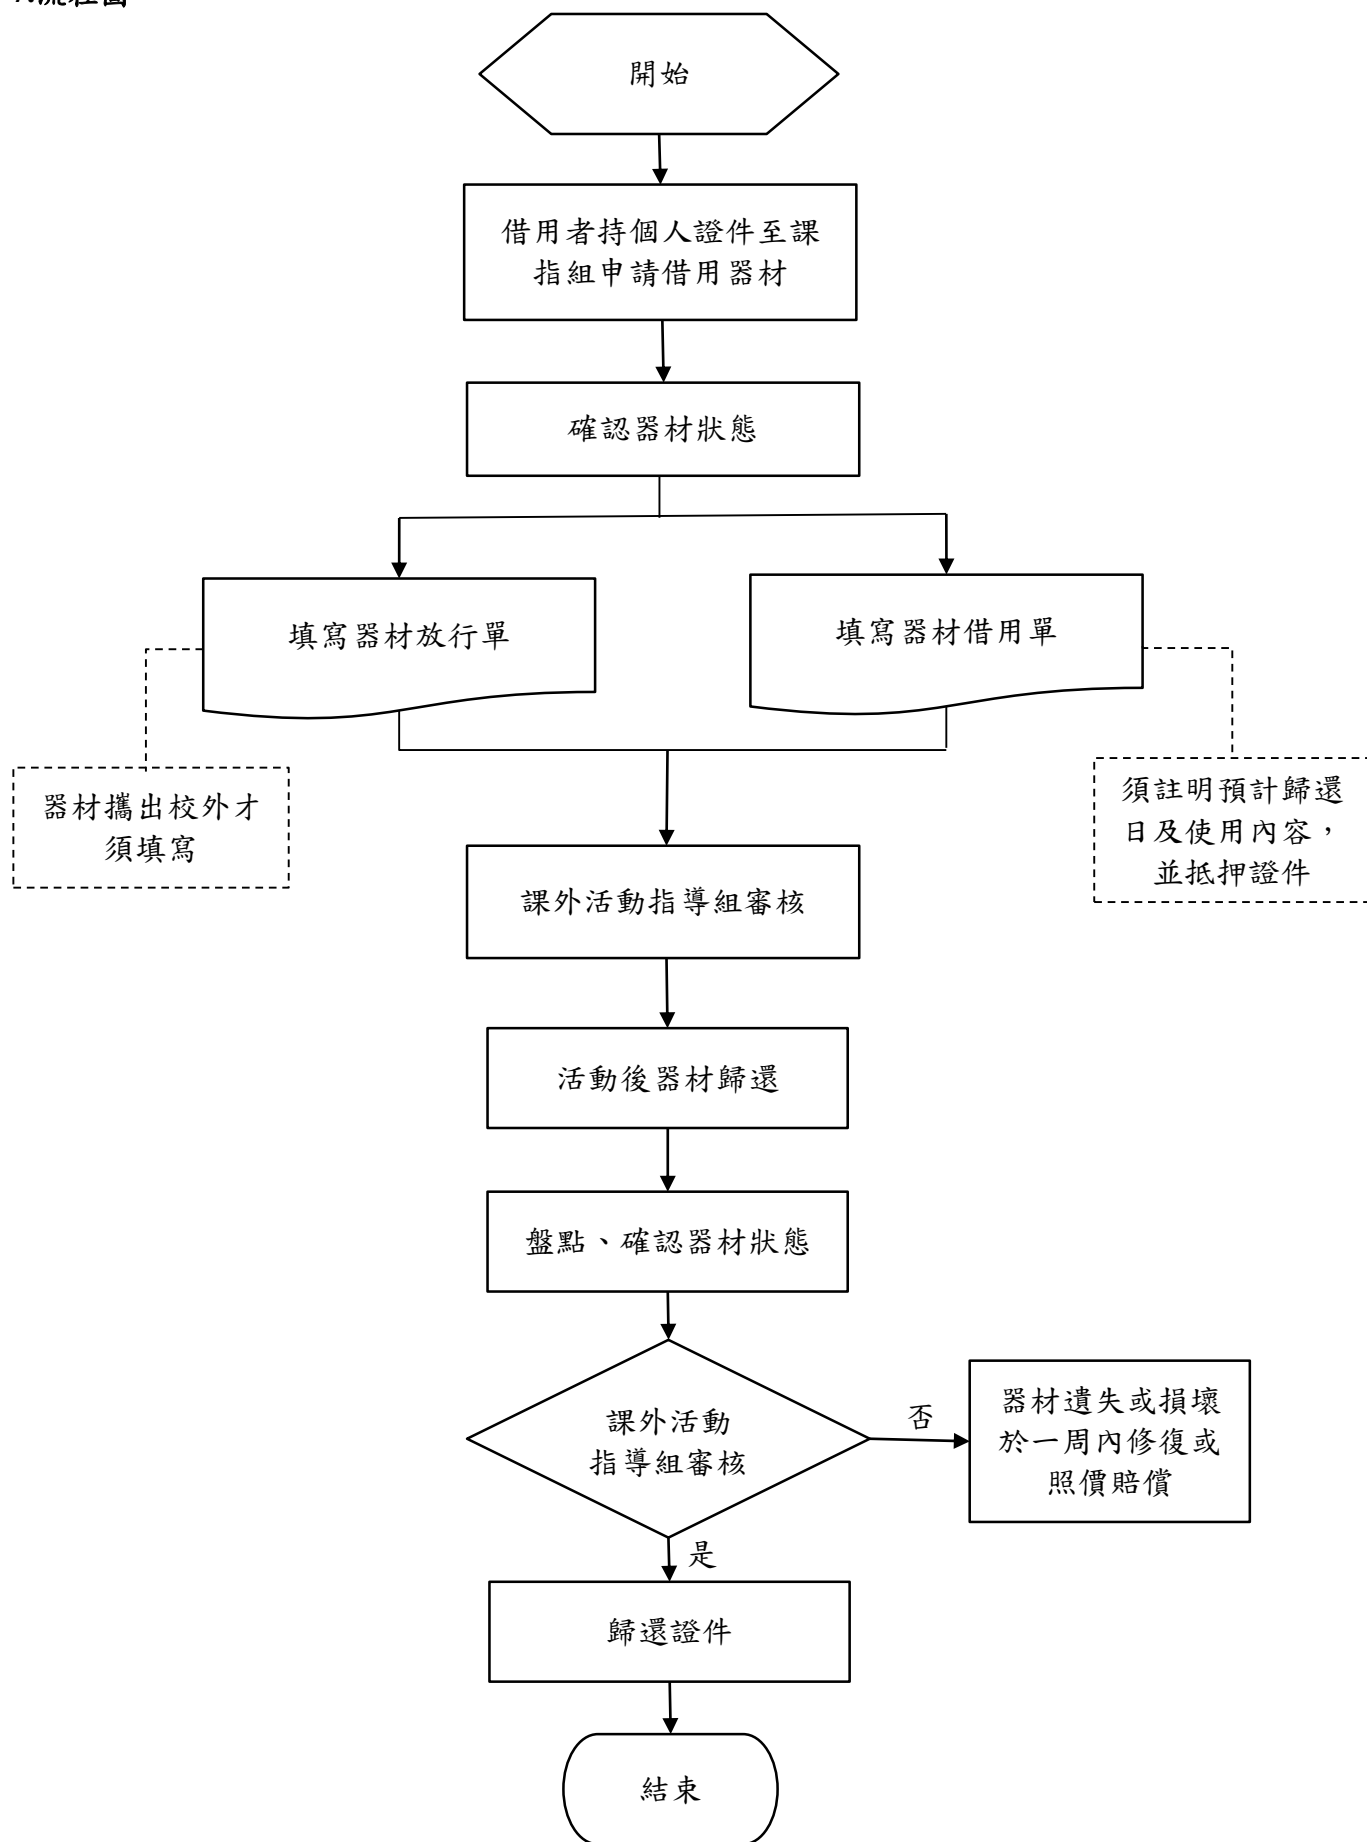 流程圖
開始
借用者持個人證件至課
指組申請借用器材
確認器材狀態
填寫器材放行單
填寫器材借用單
器材攜出校外才
須填寫
須註明預計歸還
日及使用內容，
並抵押證件
課外活動指導組審核
活動後器材歸還
盤點、確認器材狀態
課外活動
指導組審核
否
器材遺失或損壞
於一周內修復或
照價賠償
是
歸還證件
結束